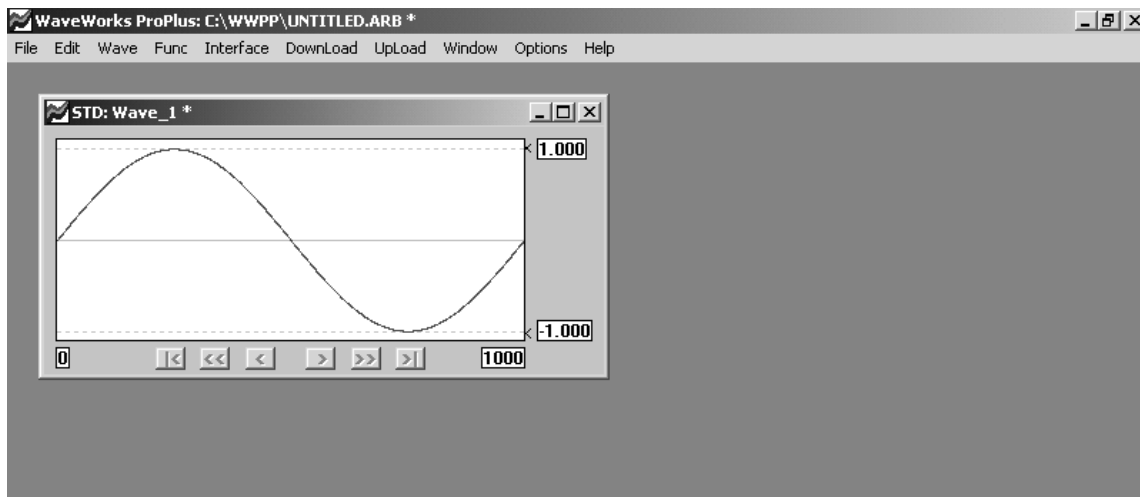 WaveWorks ProPlus: C:\WWPP\UNTITLED.ARB *
File Edit Wave Func Interface DownLoad UpLoad Window Options Help
STD: Wave_1 *
1.000
-1.000
0 |< << < > >> >| 1000